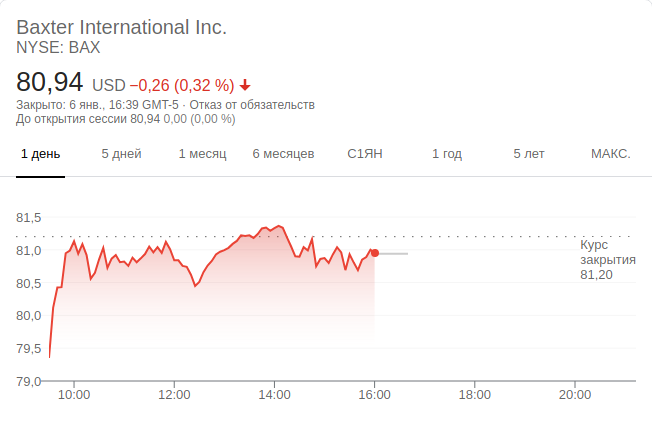 Baxter International Inc.
NYSE: BAX
80,94 USD −0,26 (0,32 %)
Закрыто: 6 янв., 16:39 GMT-5 · Отказ от обязательств
До открытия сессии 80,94 0,00 (0,00 %)
1 день 5 дней 1 месяц 6 месяцев С1ЯН 1 год 5 лет МАКС.
81,5
81,0
80,5
80,0
79,5
79,0
Курс
закрытия
81,20
10:00 12:00 14:00 16:00 18:00 20:00